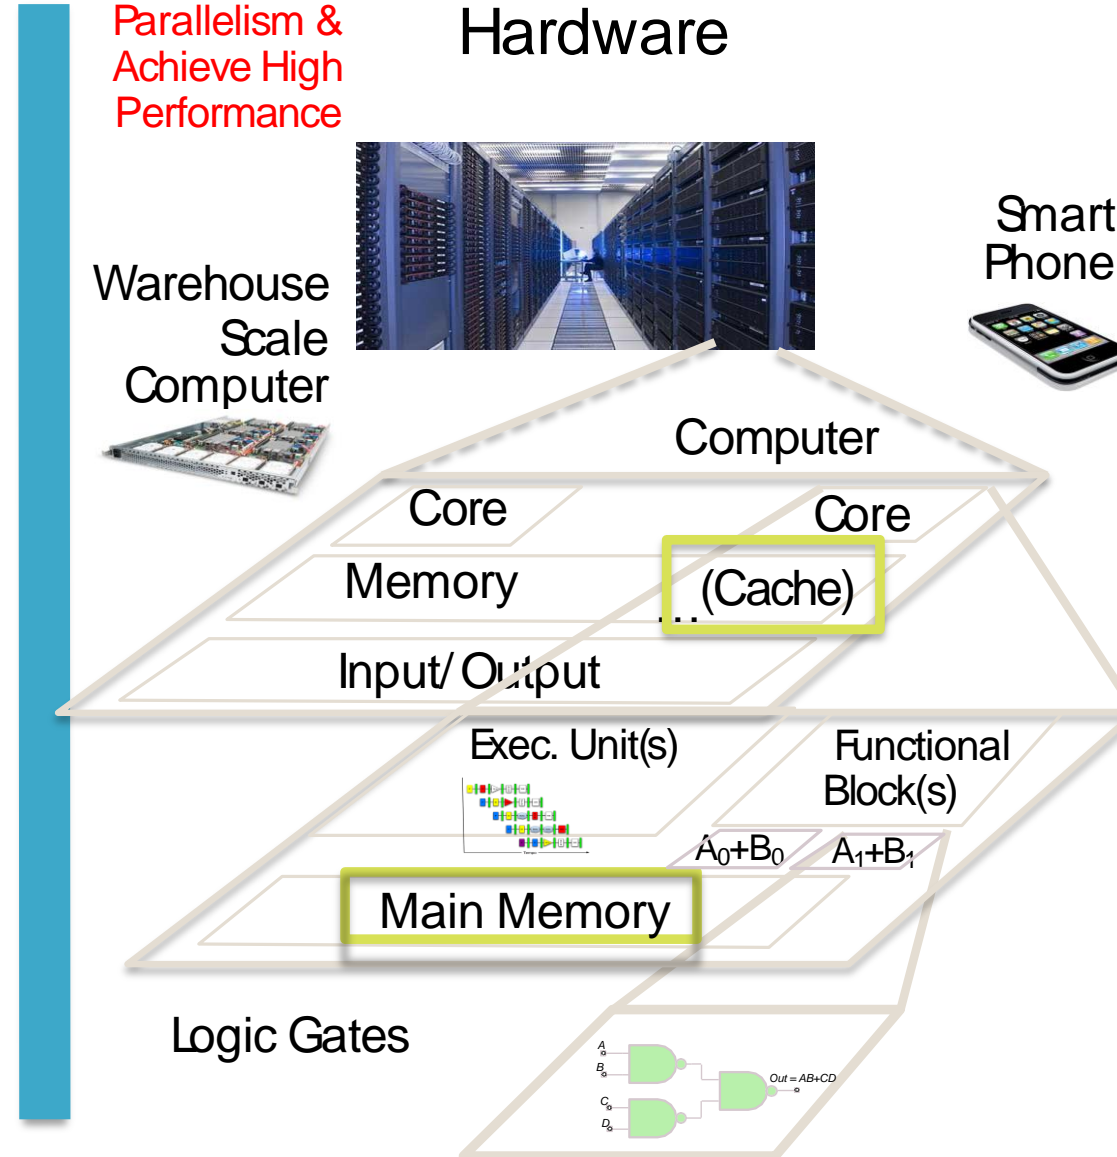 Parallelism &
Achieve High
Performance
Hardware
Smart
Phone
Warehouse
Scale
Computer
Computer
Core
Core
Memory
(Cache)
...
Input/ Output
Exec. Unit(s)
Functional
Block(s)
A₀+B₀
A₁+B₁
Main Memory
Logic Gates
A
B
C
D
Out = AB+CD